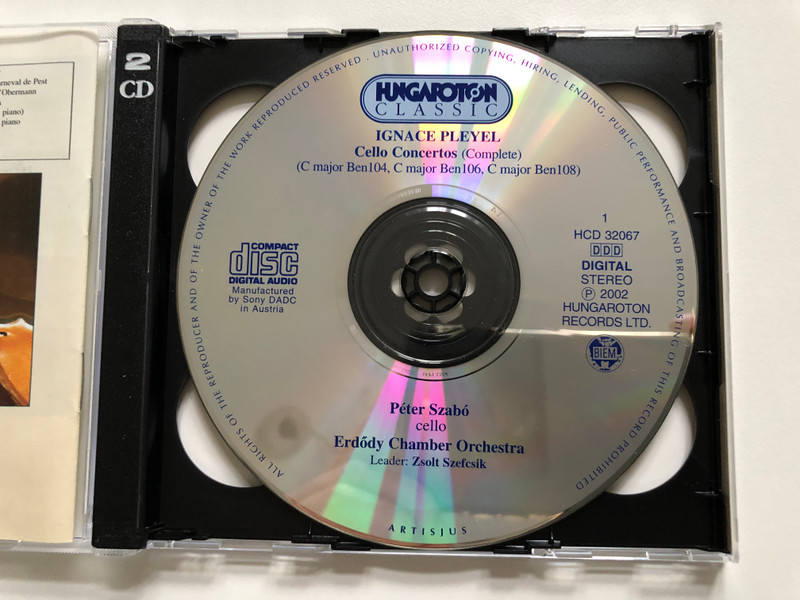 rneval de Pest
'Obermann
piano)
piano
2
CD
ALL RIGHTS OF THE REPRODUCER AND OF THE OWNER OF THE WORK REPRODUCED RESERVED · UNAUTHORIZED COPYING, HIRING, LENDING, PUBLIC PERFORMANCE AND BROADCASTING OF THIS RECORD PROHIBITED
HUNGAROTON
CLASSIC
IGNACE PLEYEL
Cello Concertos (Complete)
(C major Ben104, C major Ben106, C major Ben108)
COMPACT
disc
DIGITAL AUDIO
Manufactured
by Sony DADC
in Austria
1
HCD 32067
DDD
DIGITAL
STEREO
Ⓟ 2002
HUNGAROTON
RECORDS LTD.
BIEM
Péter Szabó
cello
Erdődy Chamber Orchestra
Leader: Zsolt Szefcsik
ARTISJUS